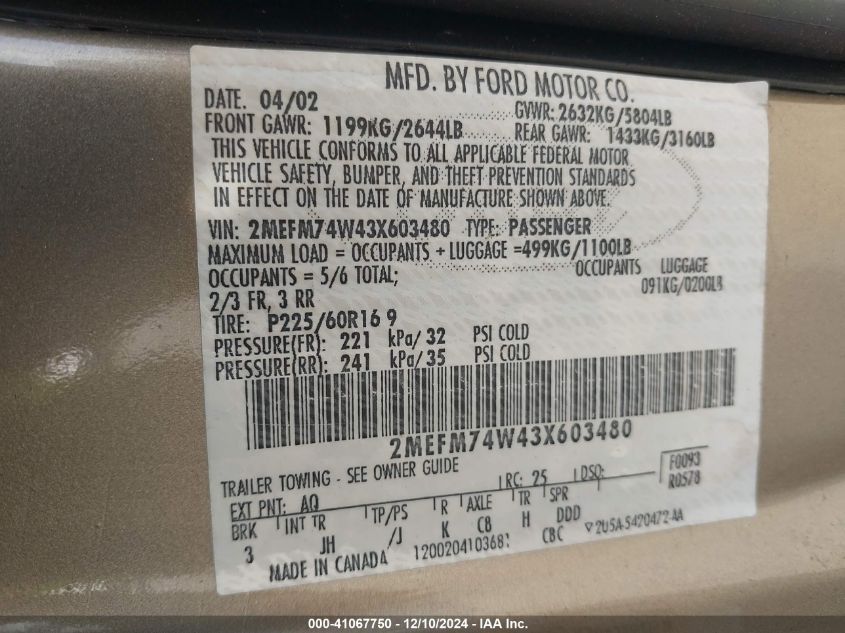 MFD. BY FORD MOTOR CO.
DATE. 04/02 GVWR: 2632KG/5804LB
FRONT GAWR: 1199KG/2644LB REAR GAWR: 1433KG/3160LB
THIS VEHICLE CONFORMS TO ALL APPLICABLE FEDERAL MOTOR
VEHICLE SAFETY, BUMPER, AND THEFT PREVENTION STANDARDS
IN EFFECT ON THE DATE OF MANUFACTURE SHOWN ABOVE.
VIN: 2MEFM74W43X603480 TYPE: PASSENGER
MAXIMUM LOAD = OCCUPANTS + LUGGAGE =499KG/1100LB
OCCUPANTS = 5/6 TOTAL; OCCUPANTS LUGGAGE
2/3 FR, 3 RR 091KG/0200LB
TIRE: P225/60R16 9
PRESSURE(FR): 221 kPa/ 32 PSI COLD
PRESSURE(RR): 241 kPa/ 35 PSI COLD
2MEFM74W43X603480
TRAILER TOWING - SEE OWNER GUIDE F0093
EXT PNT: AQ RC: 25 DSO: R0578
BRK INT TR TP/PS R AXLE TR SPR
3 JH /J K C8 H DDD
MADE IN CANADA 12002041036 CBC 2U5A-5420472-AA
000-41067750 - 12/10/2024 - IAA Inc.